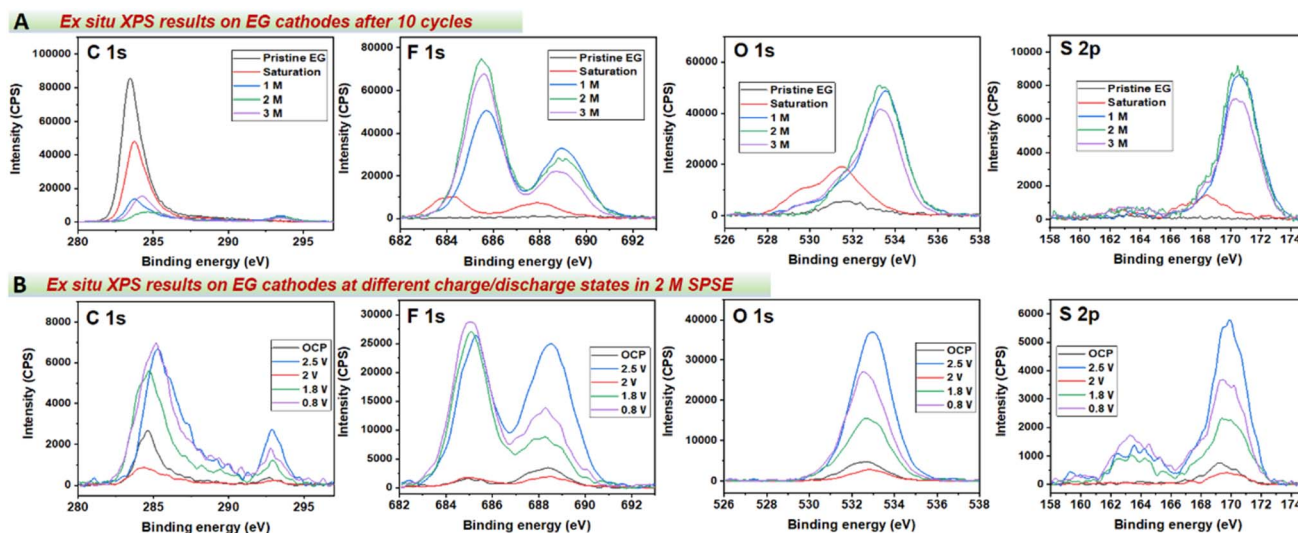 A Ex situ XPS results on EG cathodes after 10 cycles
C 1s
Intensity (CPS)
100000
80000
60000
40000
20000
0
Pristine EG
Saturation
1 M
2 M
3 M
280 285 290 295
Binding energy (eV)
F 1s
Intensity (CPS)
80000
60000
40000
20000
0
Pristine EG
Saturation
1 M
2 M
3 M
682 684 686 688 690 692
Binding energy (eV)
O 1s
Intensity (CPS)
60000
40000
20000
0
Pristine EG
Saturation
1 M
2 M
3 M
526 528 530 532 534 536 538
Binding energy (eV)
S 2p
Intensity (CPS)
10000
8000
6000
4000
2000
0
Pristine EG
Saturation
1 M
2 M
3 M
158 160 162 164 166 168 170 172 174
Binding energy (eV)
B Ex situ XPS results on EG cathodes at different charge/discharge states in 2 M SPSE
C 1s
Intensity (CPS)
8000
6000
4000
2000
0
OCP
2.5 V
2 V
1.8 V
0.8 V
280 285 290 295
Binding energy (eV)
F 1s
Intensity (CPS)
30000
25000
20000
15000
10000
5000
0
OCP
2.5 V
2 V
1.8 V
0.8 V
682 684 686 688 690 692
Binding energy (eV)
O 1s
Intensity (CPS)
50000
40000
30000
20000
10000
0
OCP
2.5 V
2 V
1.8 V
0.8 V
526 528 530 532 534 536 538
Binding energy (eV)
S 2p
Intensity (CPS)
6000
5000
4000
3000
2000
1000
0
OCP
2.5 V
2 V
1.8 V
0.8 V
158 160 162 164 166 168 170 172 174
Binding energy (eV)